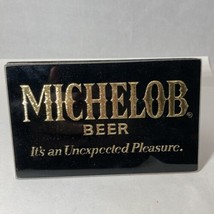 MICHELOB®
BEER
It's an Unexpected Pleasure.